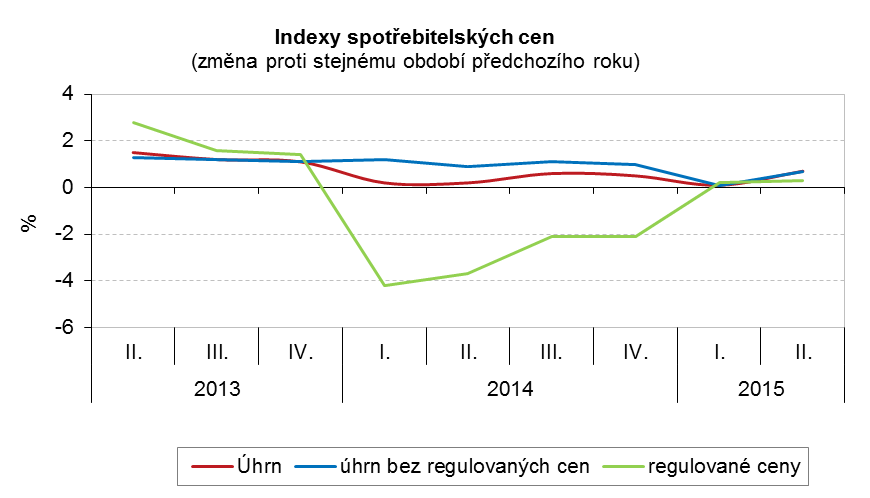 Indexy spotřebitelských cen
(změna proti stejnému období předchozího roku)
4
2
0
-2
-4
-6
%
II. III. IV. I. II. III. IV. I. II.
2013 2014 2015
Úhrn úhrn bez regulovaných cen regulované ceny